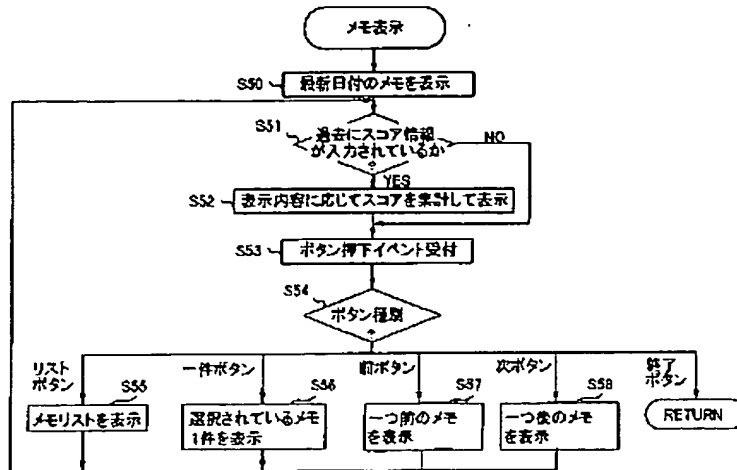 メモ表示
S50
最新日付のメモを表示
S51
過去にスコア情報
が入力されているか
?
NO
YES
S52
表示内容に応じてスコアを集計して表示
S53
ボタン押下イベント受付
S54
ボタン種別
?
リスト
ボタン
一件ボタン
前ボタン
次ボタン
終了
ボタン
S55
メモリストを表示
S56
選択されているメモ
1件を表示
S57
一つ前のメモ
を表示
S58
一つ後のメモ
を表示
RETURN